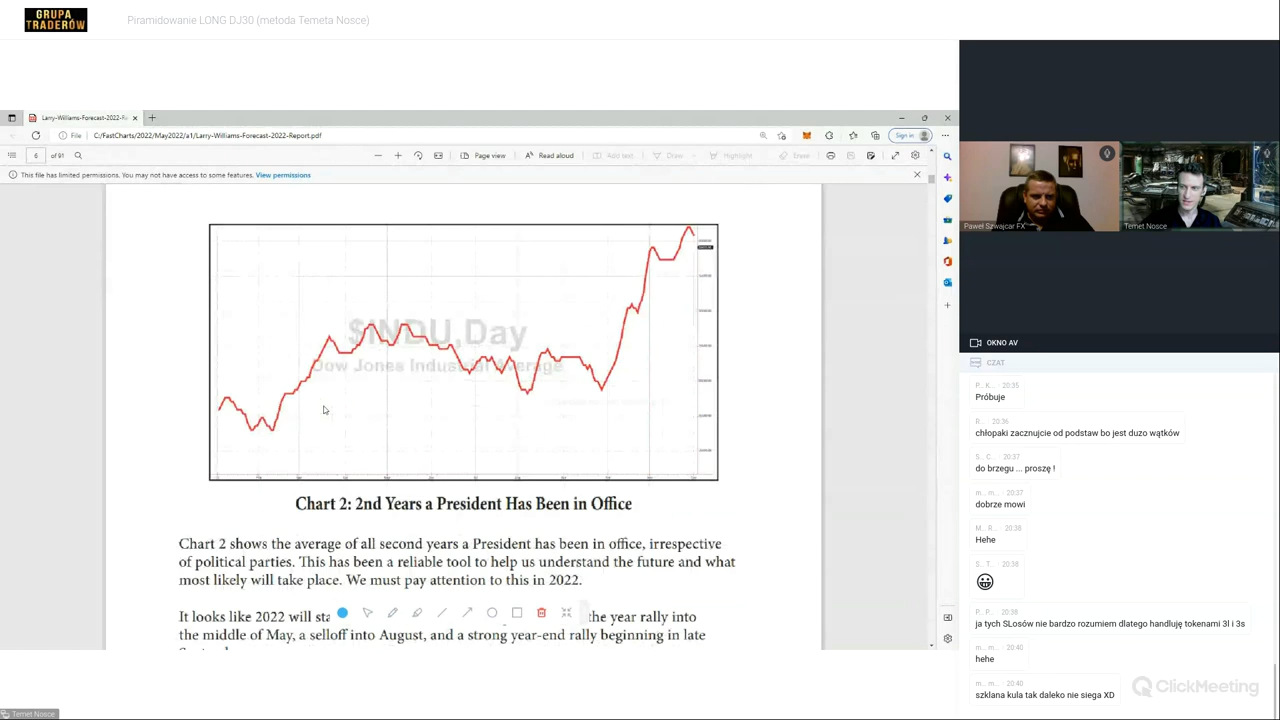 GRUPA
TRADERÓW
Piramidowanie LONG DJ30 (metoda Temeta Nosce)
Larry-Williams-Forecast-2022-R
File
C:/FastCharts/2022/May2022/a1/Larry-Williams-Forecast-2022-Report.pdf
Sign in
6 of 91
Page view
Read aloud
Add text
Draw
Highlight
Erase
This file has limited permissions. You may not have access to some features. View permissions
$INDU Day
Dow Jones Industrial Aver
Chart 2: 2nd Years a President Has Been in Office
Chart 2 shows the average of all second years a President has been in office, irrespective
of political parties. This has been a reliable tool to help us understand the future and what
most likely will take place. We must pay attention to this in 2022.
It looks like 2022 will sta the year rally into
the middle of May, a selloff into August, and a strong year-end rally beginning in late
Paweł Szwajcar FX
Temet Nosce
OKNO AV
CZAT
P... K... · 20:35
Próbuje
R... · 20:36
chłopaki zacznujcie od podstaw bo jest duzo wątków
S... C... · 20:37
do brzegu ... proszę !
m... m... · 20:37
dobrze mowi
M... R... · 20:38
Hehe
S... T... · 20:38
P... P... · 20:38
ja tych SLosów nie bardzo rozumiem dlatego handluję tokenami 3l i 3s
m... m... · 20:40
hehe
m... m... · 20:40
szklana kula tak daleko nie siega XD
ClickMeeting
Temet Nosce